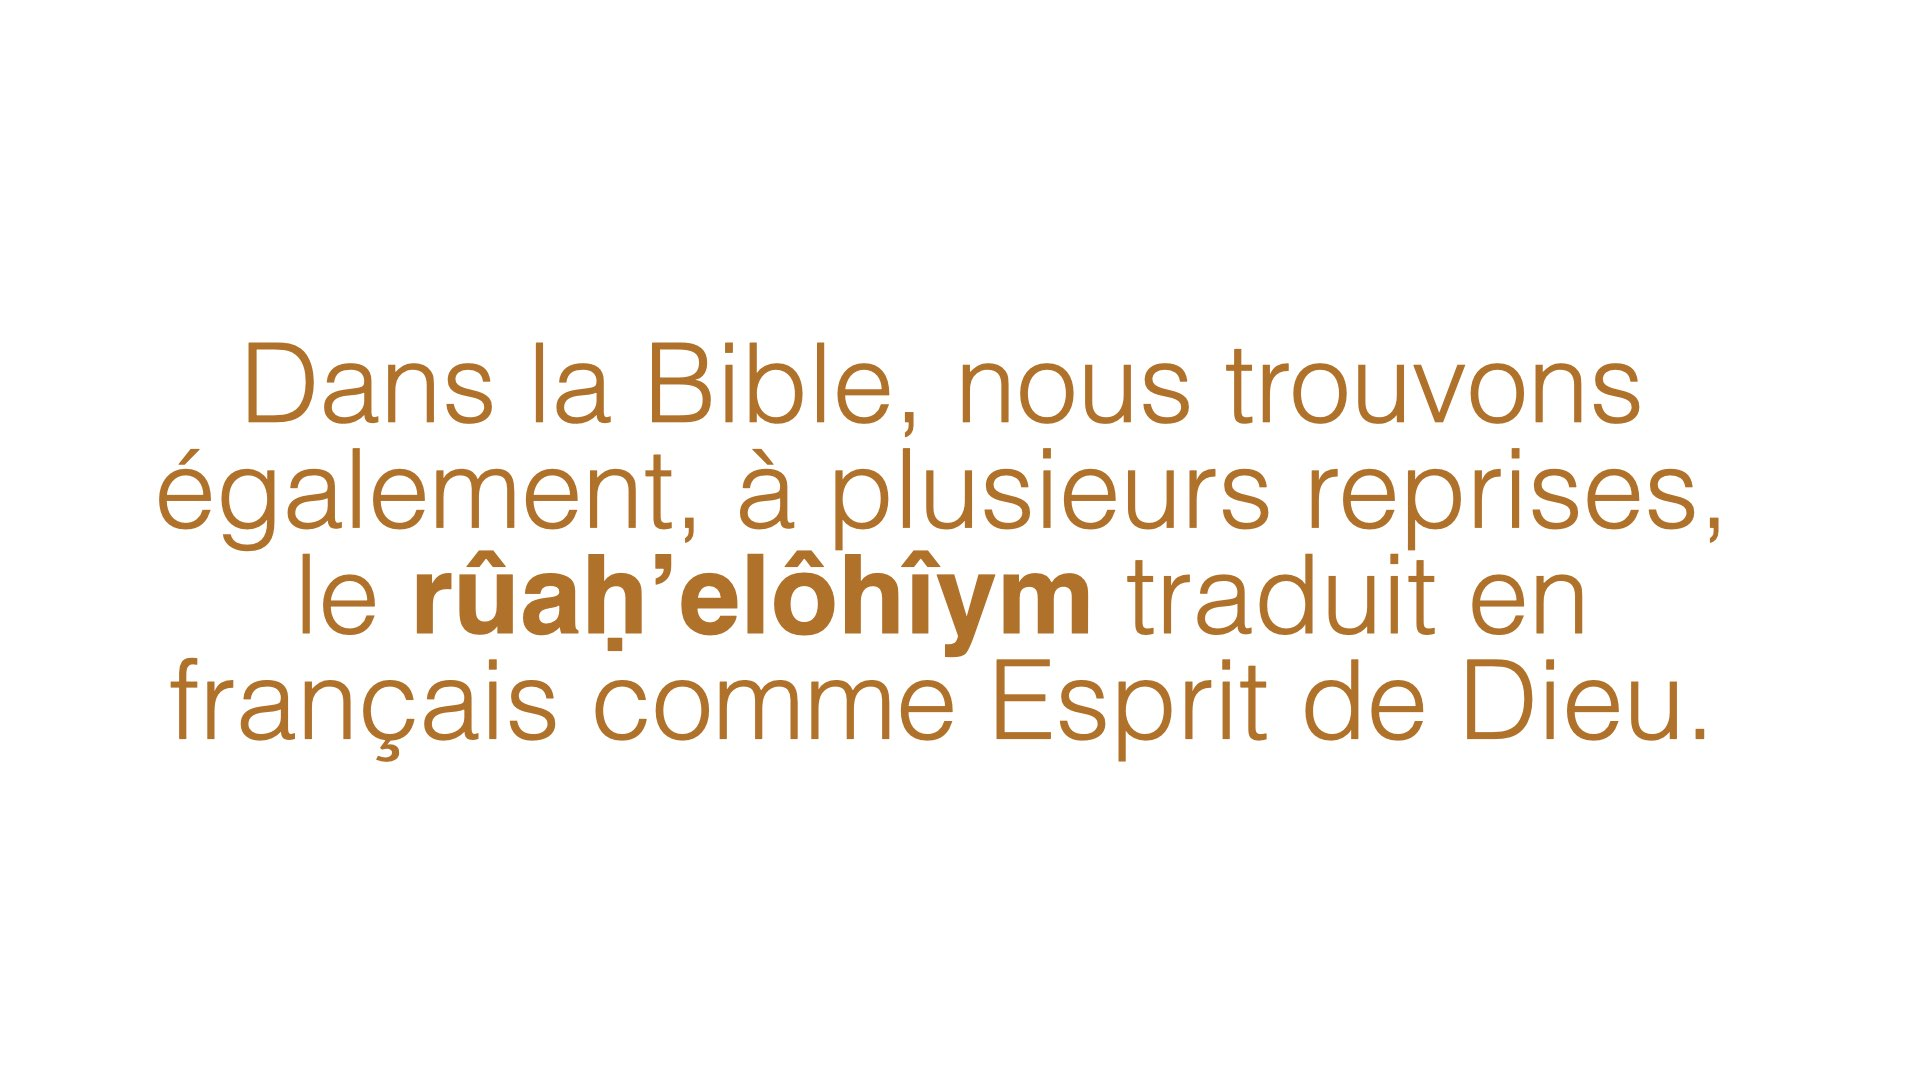 Dans la Bible, nous trouvons
également, à plusieurs reprises,
le rûaḥ’elôhîym traduit en
français comme Esprit de Dieu.